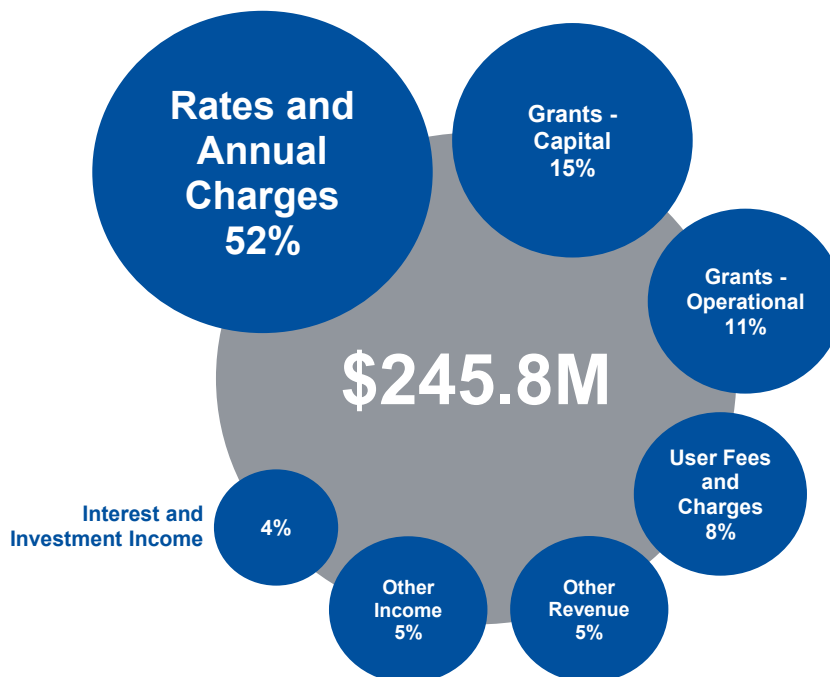 Rates and
Annual
Charges
52%
Grants -
Capital
15%
Grants -
Operational
11%
$245.8M
User Fees
and
Charges
8%
Interest and
Investment Income
4%
Other
Income
5%
Other
Revenue
5%